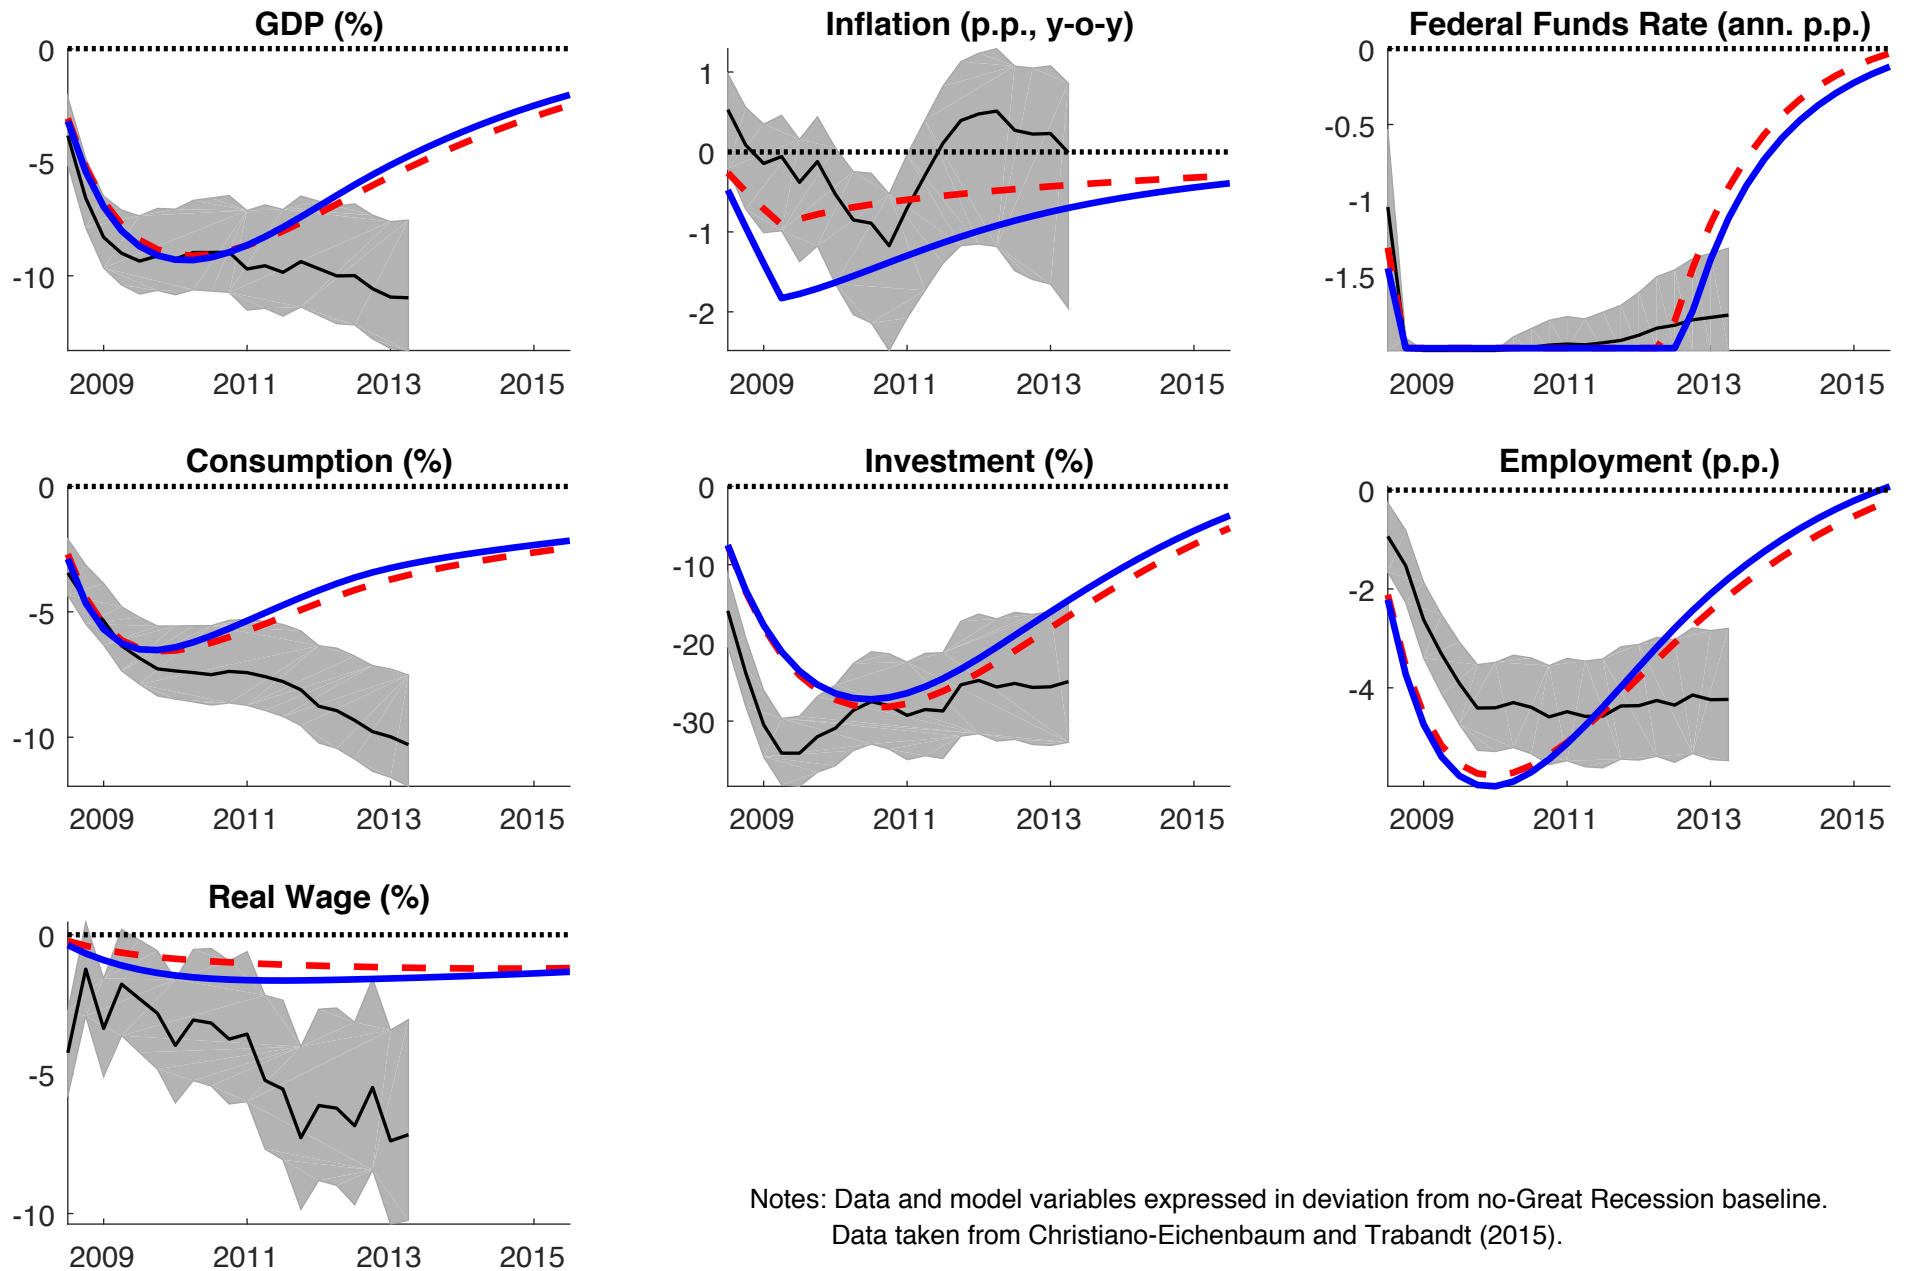 GDP (%)
0
-5
-10
2009 2011 2013 2015
Inflation (p.p., y-o-y)
1
0
-1
-2
2009 2011 2013 2015
Federal Funds Rate (ann. p.p.)
0
-0.5
-1
-1.5
2009 2011 2013 2015
Consumption (%)
0
-5
-10
2009 2011 2013 2015
Investment (%)
0
-10
-20
-30
2009 2011 2013 2015
Employment (p.p.)
0
-2
-4
2009 2011 2013 2015
Real Wage (%)
0
-5
-10
2009 2011 2013 2015
Notes: Data and model variables expressed in deviation from no-Great Recession baseline.
Data taken from Christiano-Eichenbaum and Trabandt (2015).